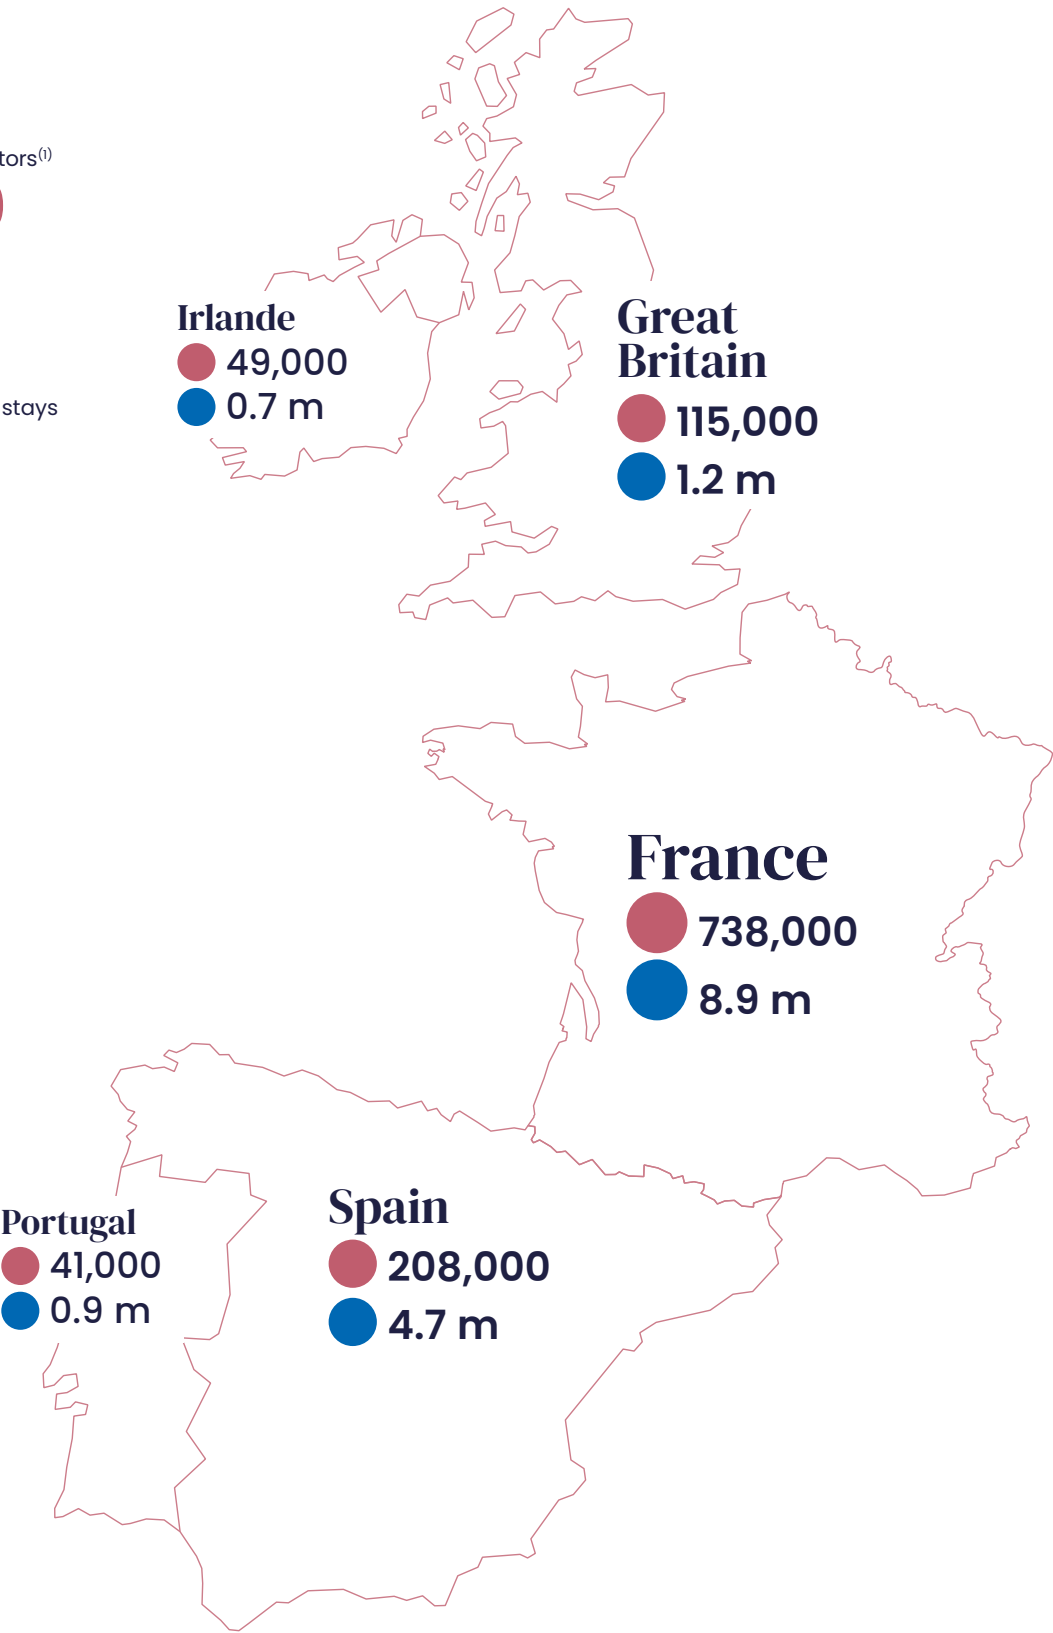 tors(1)
stays
Irlande
49,000
0.7 m
Great
Britain
115,000
1.2 m
France
738,000
8.9 m
Spain
208,000
4.7 m
Portugal
41,000
0.9 m